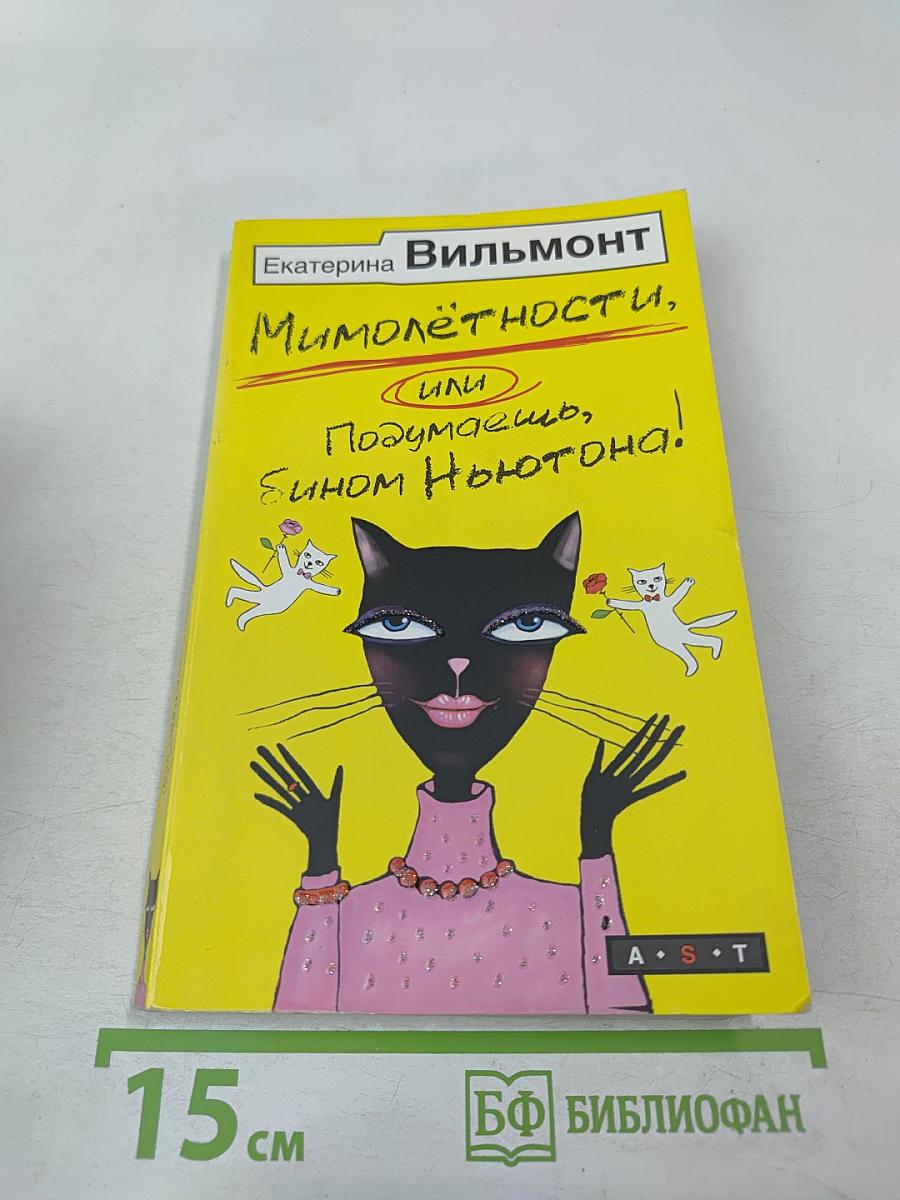 Екатерина Вильмонт
Мимолётности,
или
Подумаешь,
бином Ньютона!
A • S • T
15 см
БФ БИБЛИОФАН